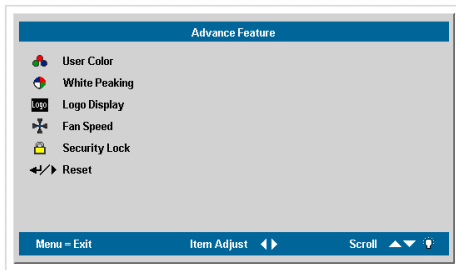 Advance Feature
User Color
White Peaking
Logo Logo Display
Fan Speed
Security Lock
Reset
Menu = Exit Item Adjust Scroll